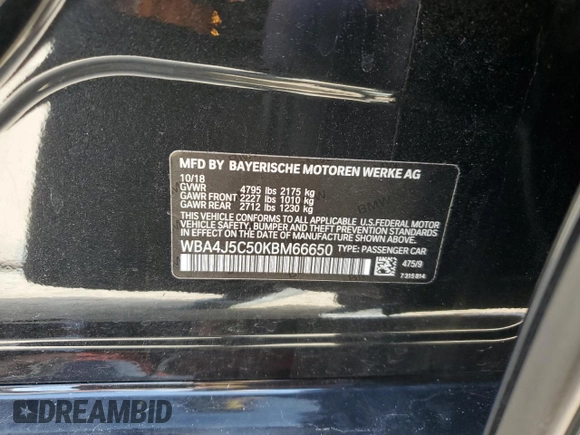 MFD BY BAYERISCHE MOTOREN WERKE AG
10/18
GVWR 4795 lbs 2175 kg
GAWR FRONT 2227 lbs 1010 kg
GAWR REAR 2712 lbs 1230 kg
THIS VEHICLE CONFORMS TO ALL APPLICABLE U.S.FEDERAL MOTOR
VEHICLE SAFETY, BUMPER AND THEFT PREVENTION STANDARDS
IN EFFECT ON THE DATE OF MANUFACTURE SHOWN ABOVE.
WBA4J5C50KBM66650 TYPE: PASSENGER CAR
475/9
7 315 814
DREAMBID